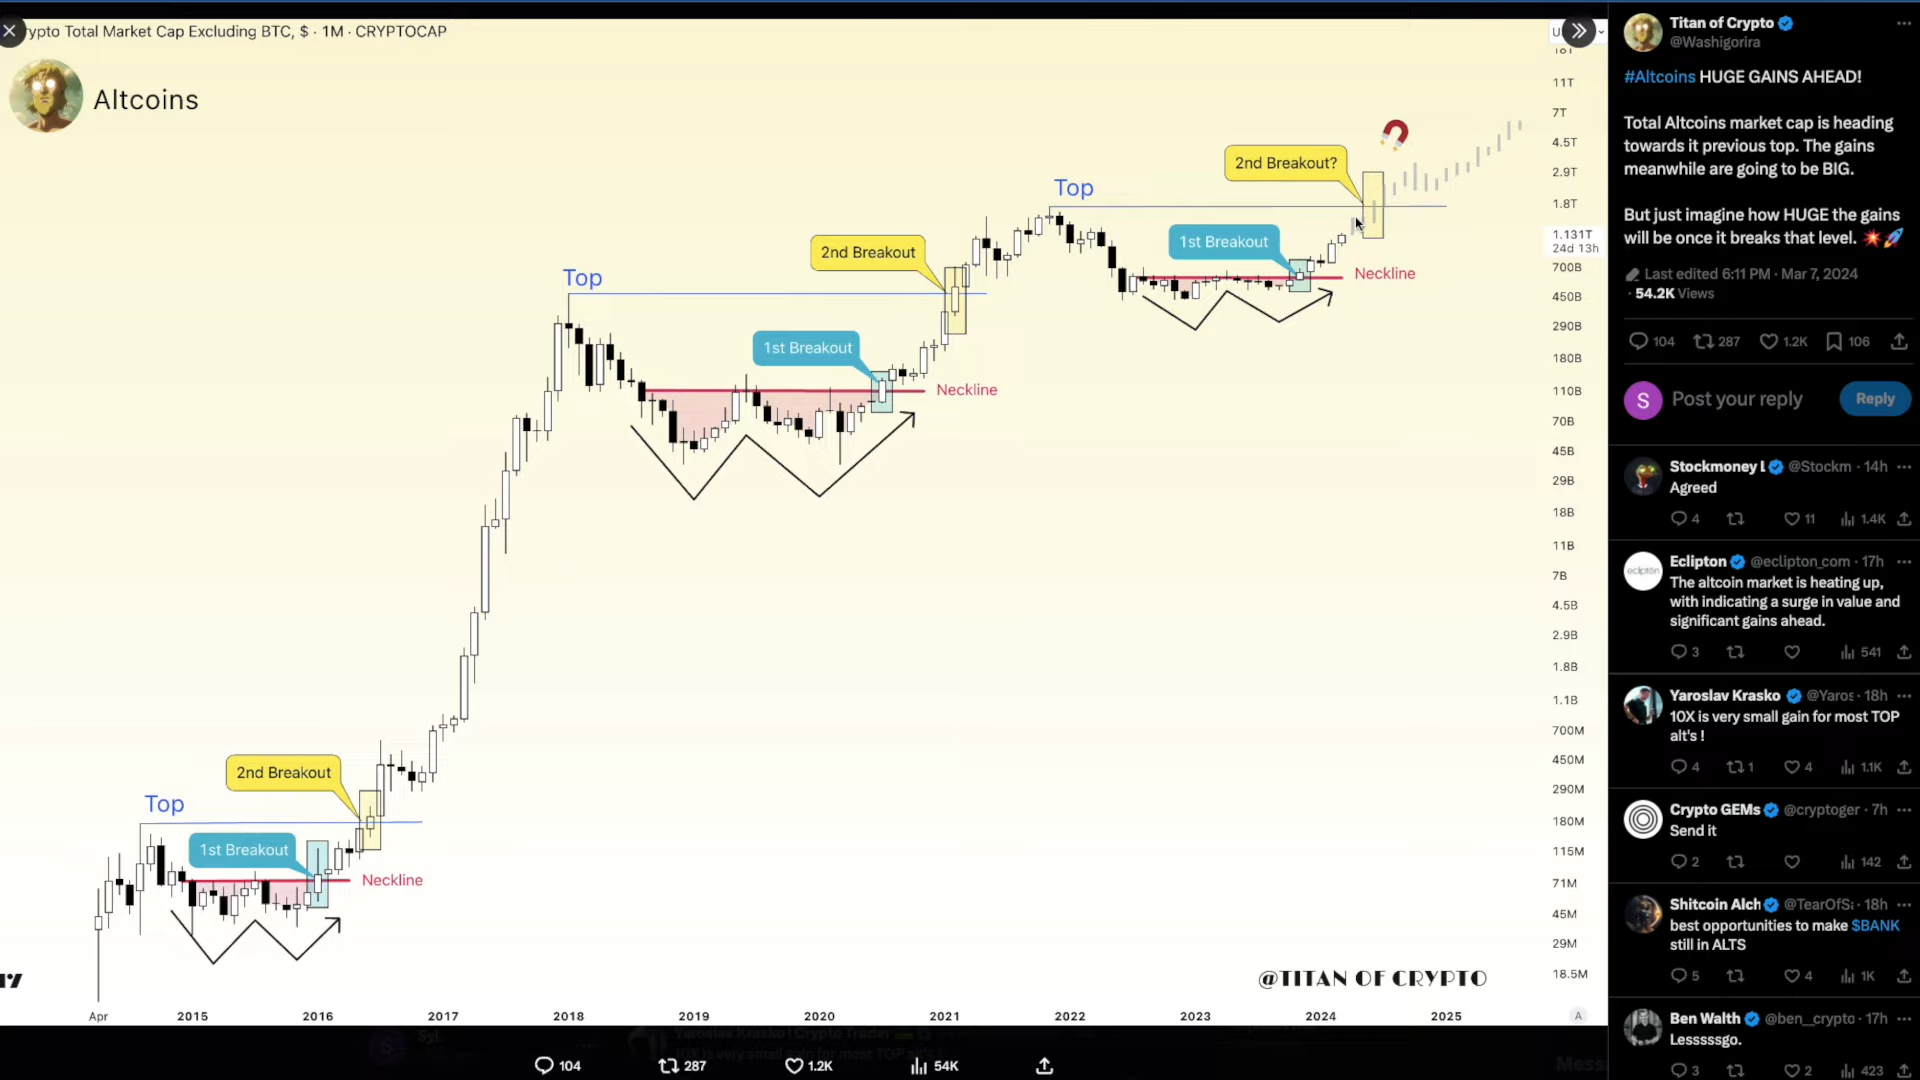 rypto Total Market Cap Excluding BTC, $ · 1M · CRYPTOCAP
Altcoins
Top
2nd Breakout
1st Breakout
Neckline
Top
2nd Breakout
1st Breakout
Neckline
Top
2nd Breakout?
1st Breakout
Neckline
@TITAN OF CRYPTO
U
18T
11T
7T
4.5T
2.9T
1.8T
1.131T
24d 13h
700B
450B
290B
180B
110B
70B
45B
29B
18B
11B
7B
4.5B
2.9B
1.8B
1.1B
700M
450M
290M
180M
115M
71M
45M
29M
18.5M
A
Apr 2015 2016 2017 2018 2019 2020 2021 2022 2023 2024 2025
104 287 1.2K 54K
Titan of Crypto
@Washigorira
#Altcoins HUGE GAINS AHEAD!
Total Altcoins market cap is heading
towards it previous top. The gains
meanwhile are going to be BIG.
But just imagine how HUGE the gains
will be once it breaks that level. 💥🚀
Last edited 6:11 PM · Mar 7, 2024
· 54.2K Views
104 287 1.2K 106
S
Post your reply
Reply
Stockmoney L @Stockm · 14h
Agreed
4 11 1.4K
Eclipton @eclipton_com · 17h
The altcoin market is heating up,
with indicating a surge in value and
significant gains ahead.
3 541
Yaroslav Krasko @Yaros · 18h
10X is very small gain for most TOP
alt's !
4 1 4 1.1K
Crypto GEMs @cryptoger · 7h
Send it
2 142
Shitcoin Alch @TearOfSa · 18h
best opportunities to make $BANK
still in ALTS
5 4 1K
Ben Walth @ben__crypto · 17h
Lesssssgo.
3 2 423